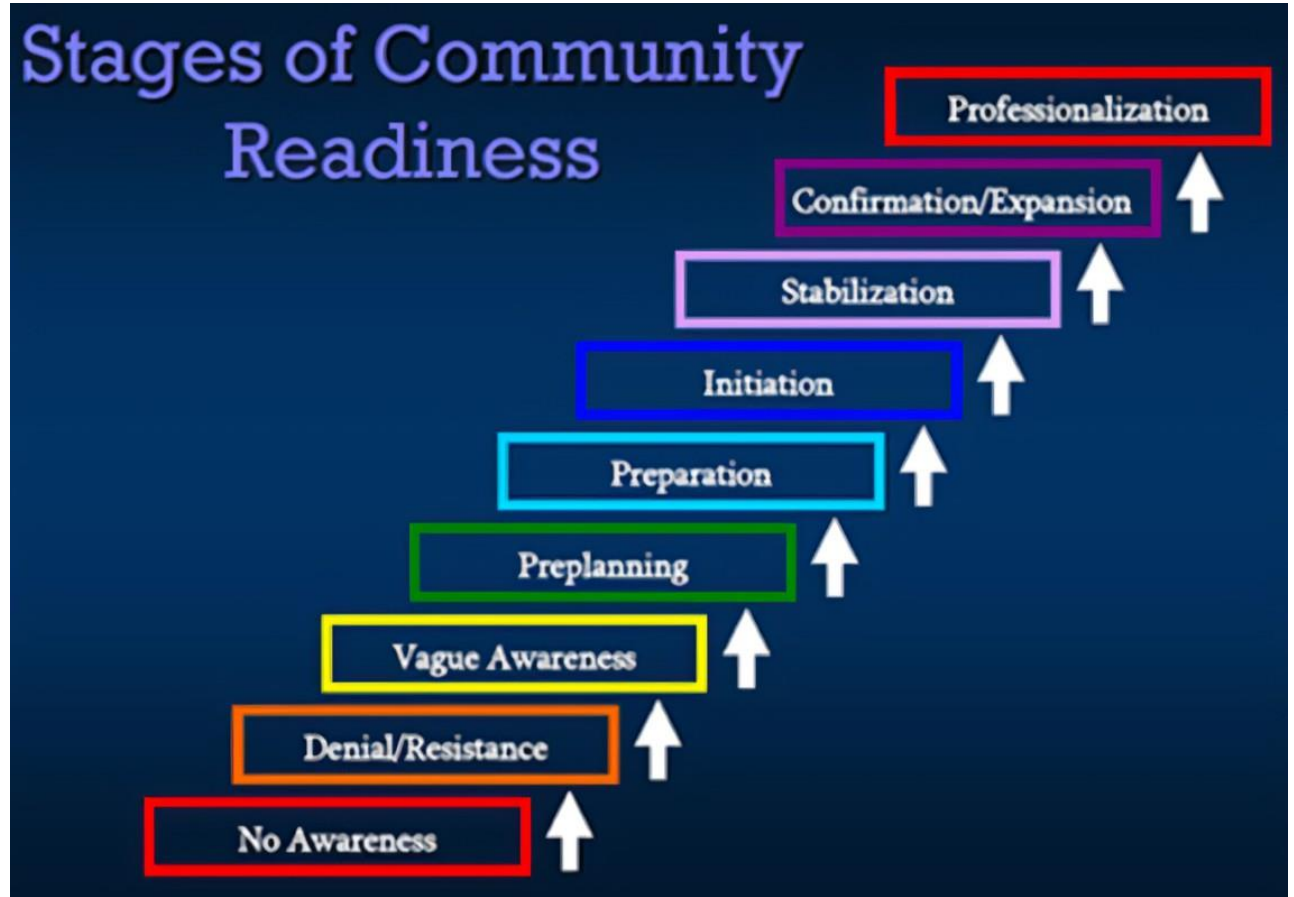 Stages of Community
Readiness
Professionalization
Confirmation/Expansion
Stabilization
Initiation
Preparation
Preplanning
Vague Awareness
Denial/Resistance
No Awareness